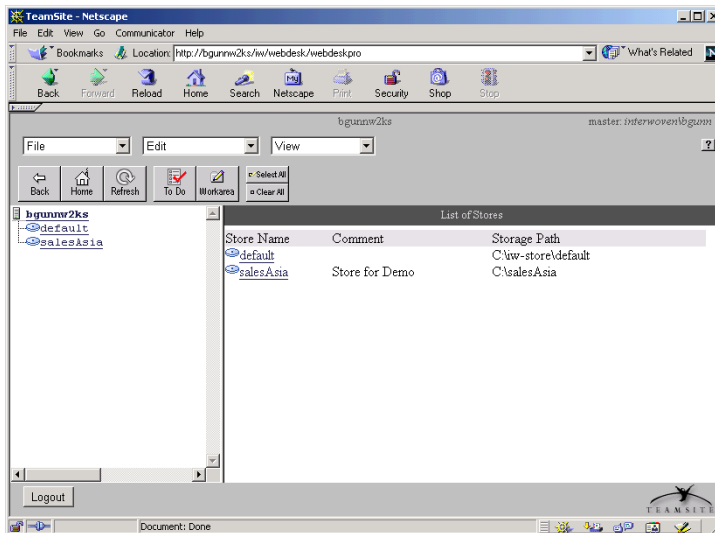 TeamSite - Netscape
File Edit View Go Communicator Help
Bookmarks Location: http://bgunnw2ks/iw/webdesk/webdeskpro What's Related N
Back Forward Reload Home Search Netscape Print Security Shop Stop
My
bgunnw2ks master: interwoven\bgunn
File Edit View ?
Back Home Refresh To Do Workarea Select All
Clear All
bgunnw2ks List of Stores
default
salesAsia
Store Name Comment Storage Path
default C:\iw-store\default
salesAsia Store for Demo C:\salesAsia
Logout
TEAMSITE
Document: Done